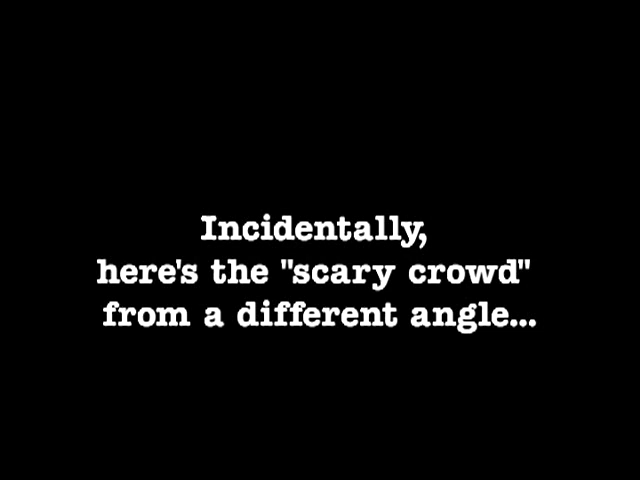 Incidentally,
here's the "scary crowd"
from a different angle...